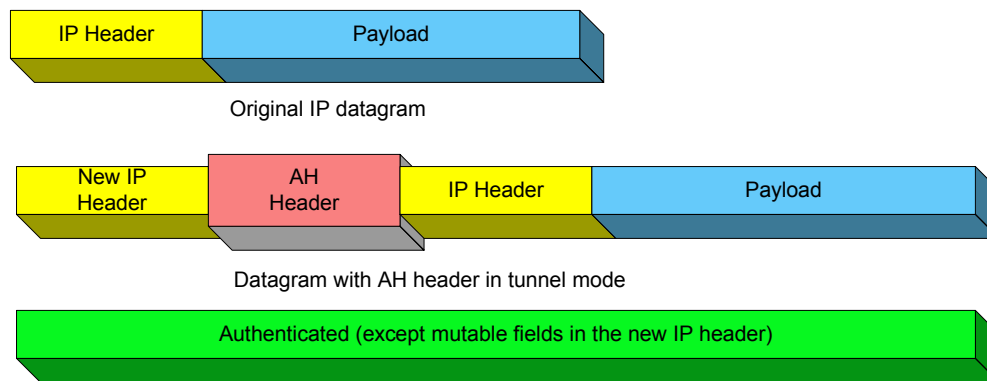 IP Header
Payload
Original IP datagram
New IP
Header
AH
Header
IP Header
Payload
Datagram with AH header in tunnel mode
Authenticated (except mutable fields in the new IP header)